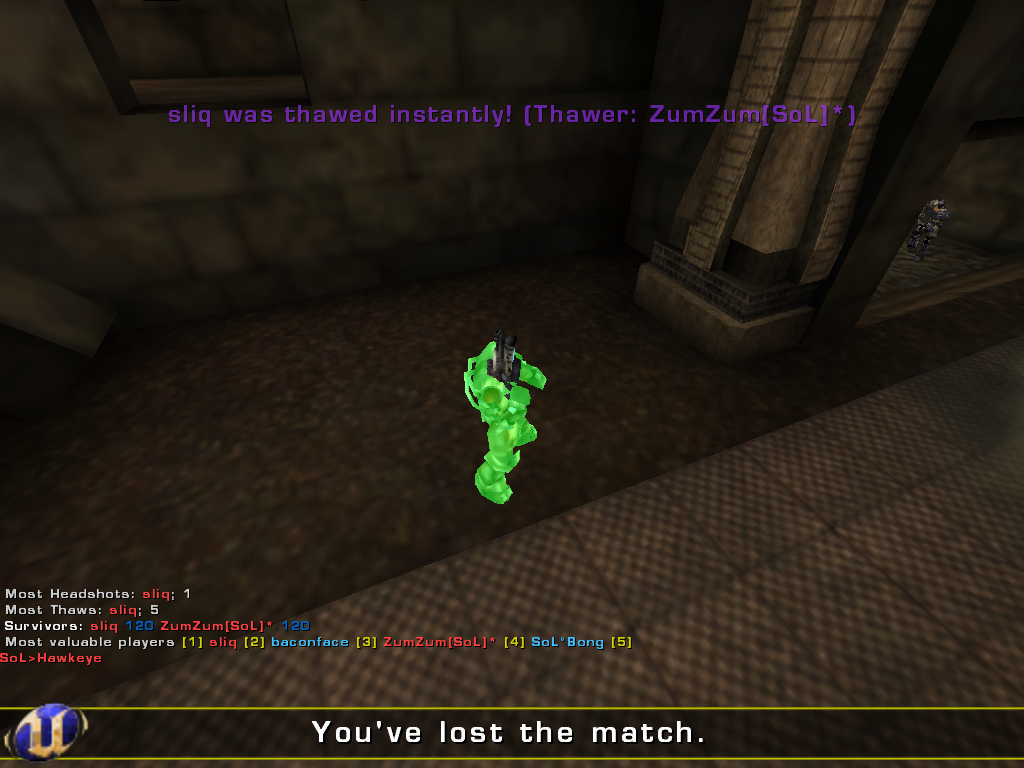 sliq was thawed instantly! (Thawer: ZumZum[SoL]*)
Most Headshots: sliq; 1
Most Thaws: sliq; 5
Survivors: sliq 120 ZumZum[SoL]* 120
Most valuable players [1] sliq [2] baconface [3] ZumZum[SoL]* [4] SoL°Bong [5]
SoL>Hawkeye
You've lost the match.